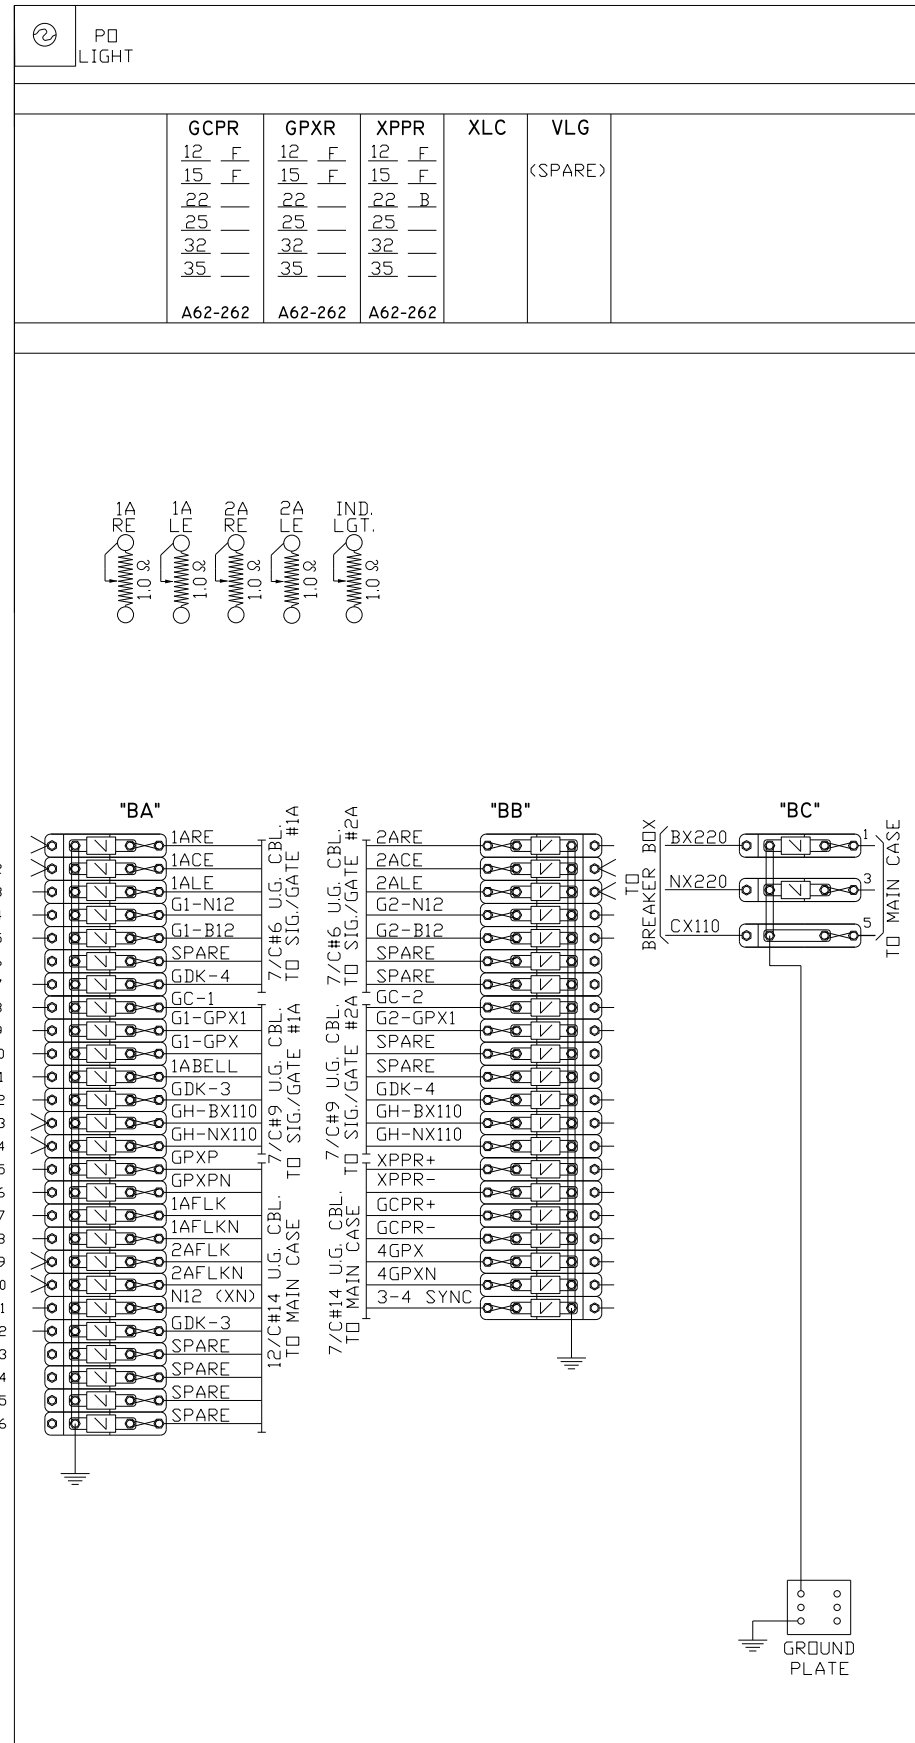 PO
LIGHT
GCPR
12 F
15 F
22
25
32
35
A62-262
GPXR
12 F
15 F
22
25
32
35
A62-262
XPPR
12 F
15 F
22 B
25
32
35
A62-262
XLC
VLG
(SPARE)
1A
RE
1.0 Ω
1A
LE
1.0 Ω
2A
RE
1.0 Ω
2A
LE
1.0 Ω
IND.
LGT.
1.0 Ω
"BA"
1ARE
1ACE
1ALE
G1-N12
G1-B12
SPARE
GDK-4
GC-1
G1-GPX1
G1-GPX
1ABELL
GDK-3
GH-BX110
GH-NX110
GPXP
GPXPN
1AFLK
1AFLKN
2AFLK
2AFLKN
N12 (XN)
GDK-3
SPARE
SPARE
SPARE
SPARE
7/C#6 U.G. CBL.
TO SIG./GATE #1A
7/C#9 U.G. CBL.
TO SIG./GATE #1A
12/C#14 U.G. CBL.
TO MAIN CASE
"BB"
2ARE
2ACE
2ALE
G2-N12
G2-B12
SPARE
SPARE
GC-2
G2-GPX1
SPARE
SPARE
GDK-4
GH-BX110
GH-NX110
XPPR+
XPPR-
GCPR+
GCPR-
4GPX
4GPXN
3-4 SYNC
7/C#6 U.G. CBL.
TO SIG./GATE #2A
7/C#9 U.G. CBL.
TO SIG./GATE #2A
7/C#14 U.G. CBL.
TO MAIN CASE
"BC"
TO
BREAKER BOX
BX220 1
NX220 3
CX110 5
TO MAIN CASE
GROUND
PLATE